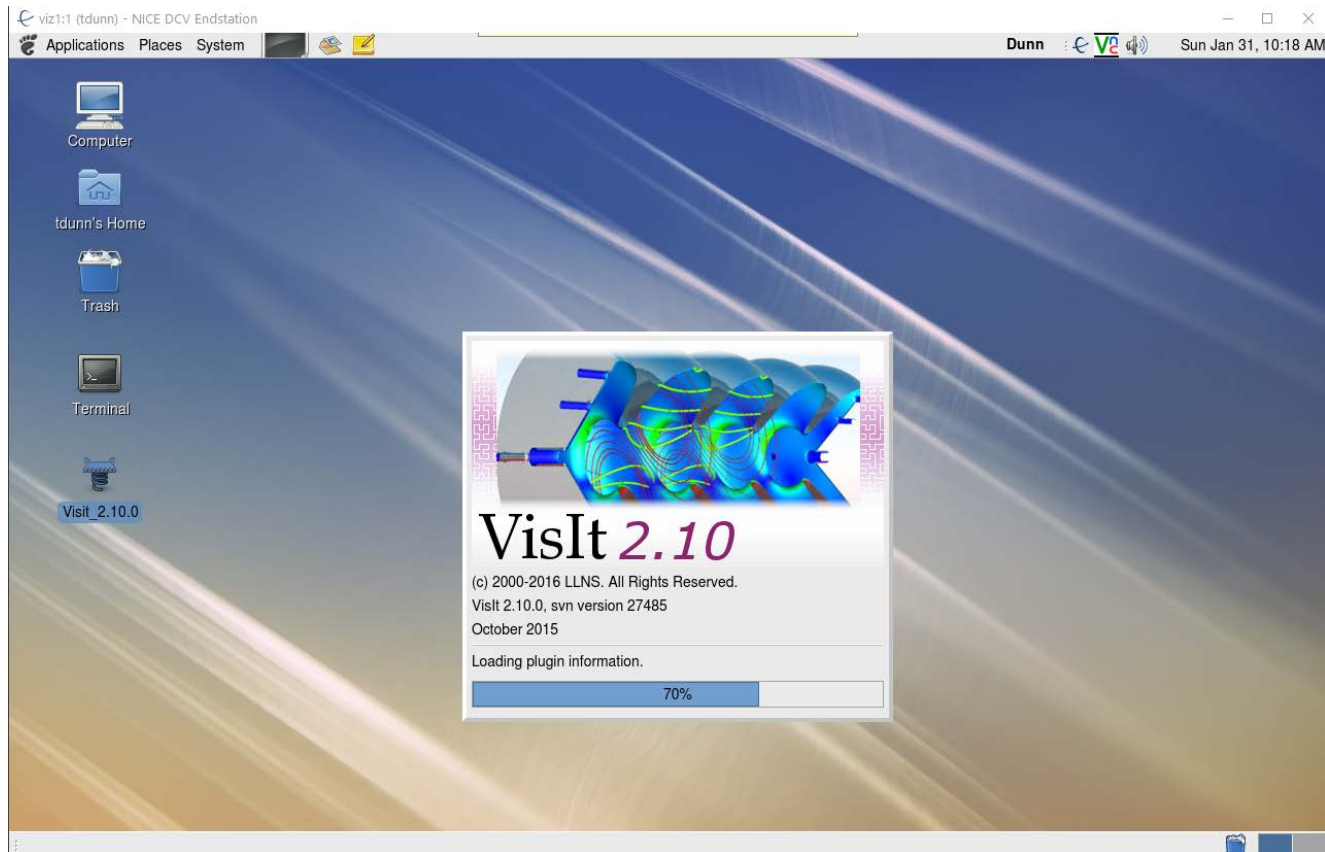 viz1:1 (tdunn) - NICE DCV Endstation
Applications Places System Dunn Sun Jan 31, 10:18 AM
Computer
tdunn's Home
Trash
Terminal
Visit_2.10.0
VisIt 2.10
(c) 2000-2016 LLNS. All Rights Reserved.
VisIt 2.10.0, svn version 27485
October 2015
Loading plugin information.
70%